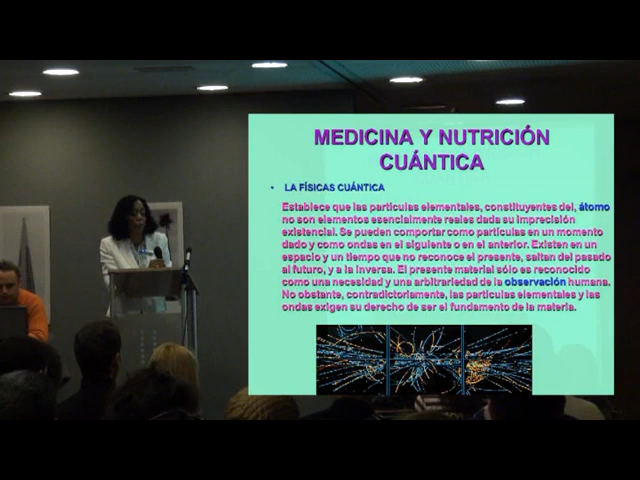 MEDICINA Y NUTRICIÓN
CUÁNTICA
• LA FÍSICAS CUÁNTICA
Establece que las partículas elementales, constituyentes del, átomo
no son elementos esencialmente reales dada su imprecisión
existencial. Se pueden comportar como partículas en un momento
dado y como ondas en el siguiente o en el anterior. Existen en un
espacio y un tiempo que no reconoce el presente, saltan del pasado
al futuro, y a la inversa. El presente material sólo es reconocido
como una necesidad y una arbitrariedad de la observación humana.
No obstante, contradictoriamente, las partículas elementales y las
ondas exigen su derecho de ser el fundamento de la materia.